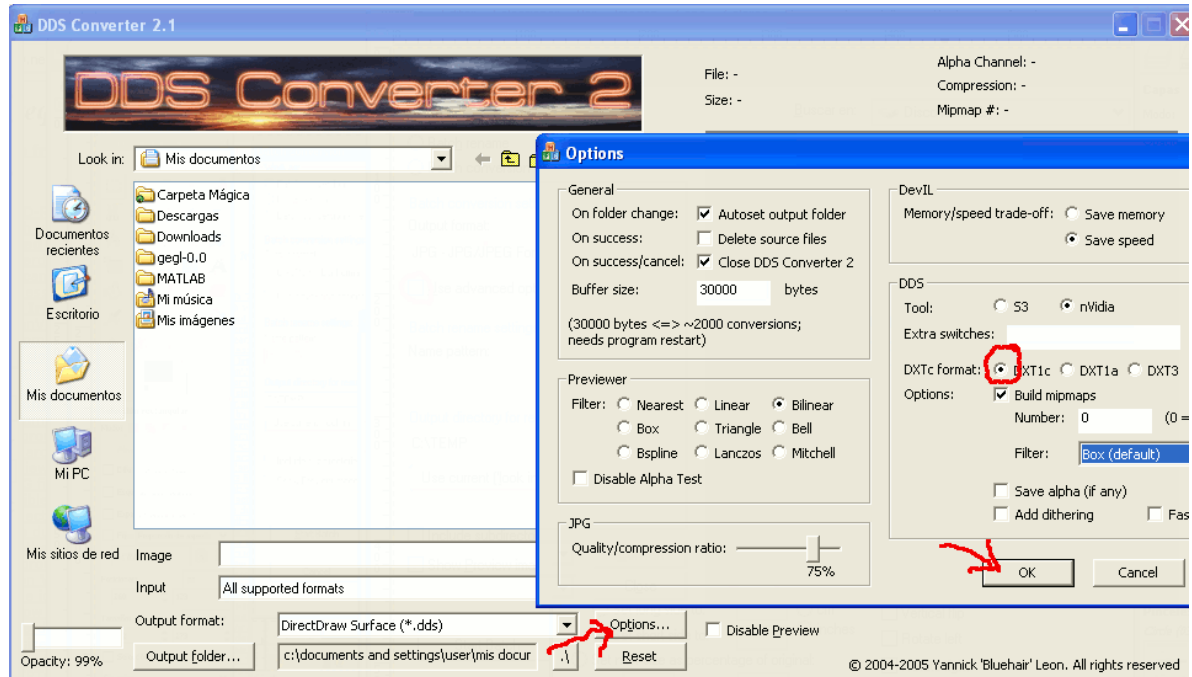 DDS Converter 2.1
DDS Converter 2
File: -
Size: -
Alpha Channel: -
Compression: -
Mipmap #: -
Look in:
Mis documentos
Documentos recientes
Escritorio
Mis documentos
Mi PC
Mis sitios de red
Carpeta Mágica
Descargas
Downloads
gegl-0.0
MATLAB
Mi música
Mis imágenes
Image
Input
All supported formats
Output format:
DirectDraw Surface (*.dds)
Options...
Disable Preview
Opacity: 99%
Output folder...
c:\documents and settings\user\mis docur
.\
Reset
© 2004-2005 Yannick 'Bluehair' Leon. All rights reserved
Options
General
On folder change:
Autoset output folder
On success:
Delete source files
On success/cancel:
Close DDS Converter 2
Buffer size:
30000
bytes
(30000 bytes <=> ~2000 conversions;
needs program restart)
Previewer
Filter:
Nearest
Linear
Bilinear
Box
Triangle
Bell
Bspline
Lanczos
Mitchell
Disable Alpha Test
JPG
Quality/compression ratio:
75%
DevIL
Memory/speed trade-off:
Save memory
Save speed
DDS
Tool:
S3
nVidia
Extra switches:
DXTc format:
DXT1c
DXT1a
DXT3
Options:
Build mipmaps
Number:
0
(0 =
Filter:
Box (default)
Save alpha (if any)
Add dithering
Fas
OK
Cancel